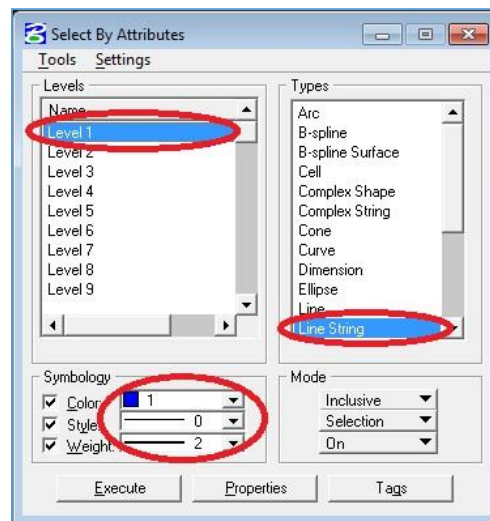 Select By Attributes
Tools Settings
Levels
Name
Level 1
Level 2
Level 3
Level 4
Level 5
Level 6
Level 7
Level 8
Level 9
Types
Arc
B-spline
B-spline Surface
Cell
Complex Shape
Complex String
Cone
Curve
Dimension
Ellipse
Line
Line String
Symbology
Color: 1
Style: 0
Weight: 2
Mode
Inclusive
Selection
On
Execute Properties Tags